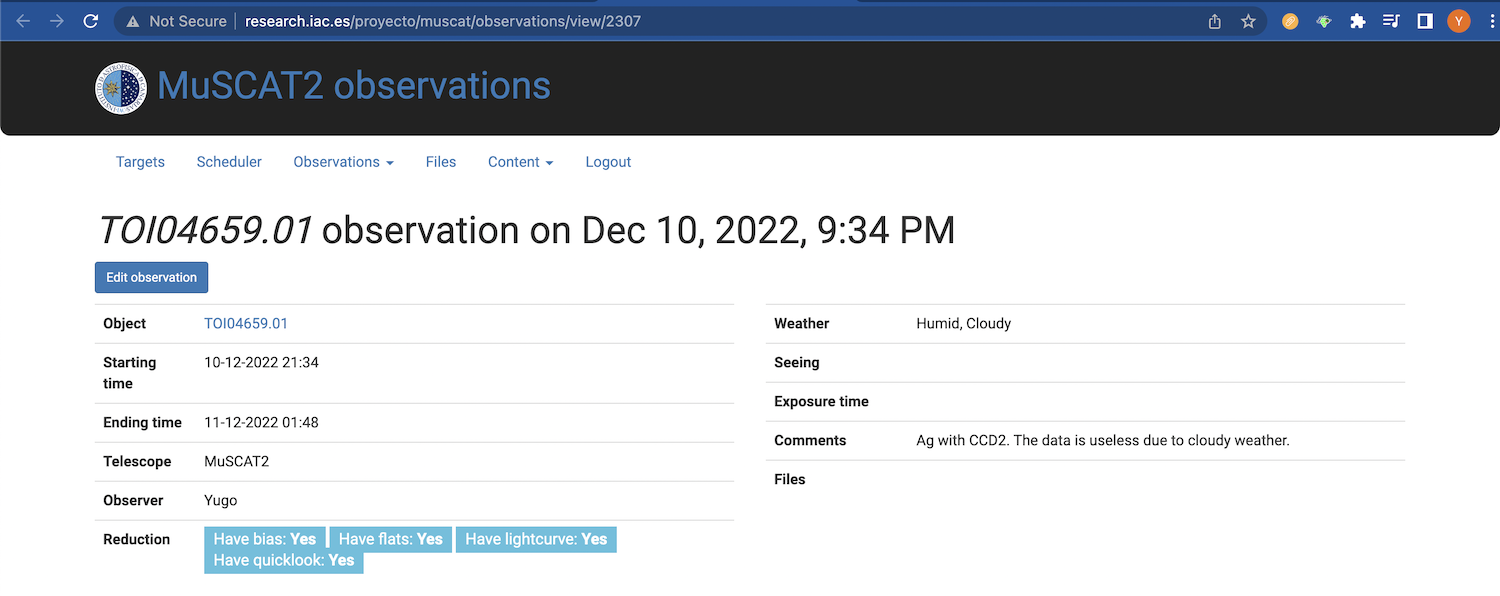 Not Secure research.iac.es/proyecto/muscat/observations/view/2307 Y
MuSCAT2 observations
Targets Scheduler Observations Files Content Logout
TOI04659.01 observation on Dec 10, 2022, 9:34 PM
Edit observation
Object TOI04659.01
Starting time 10-12-2022 21:34
Ending time 11-12-2022 01:48
Telescope MuSCAT2
Observer Yugo
Reduction Have bias: Yes Have flats: Yes Have lightcurve: Yes
Have quicklook: Yes
Weather Humid, Cloudy
Seeing
Exposure time
Comments Ag with CCD2. The data is useless due to cloudy weather.
Files